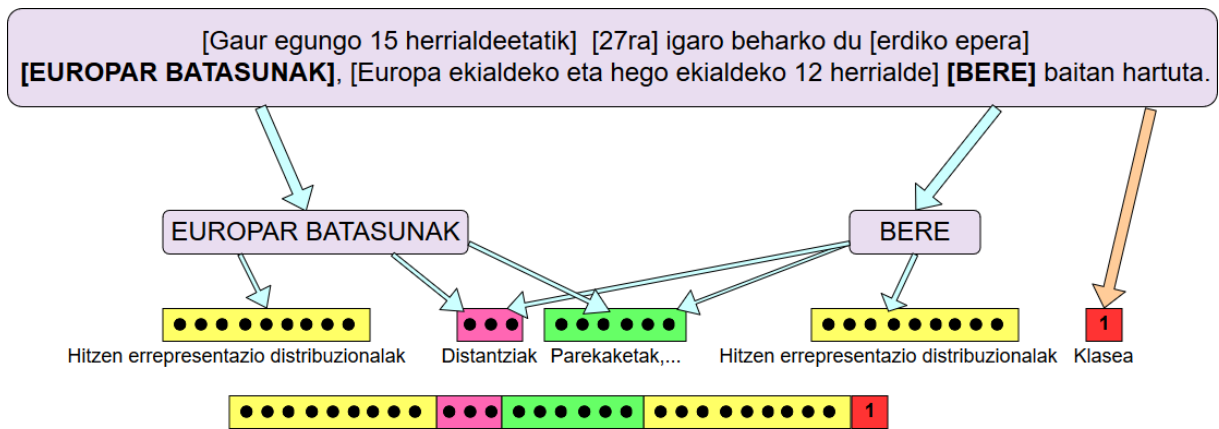 [Gaur egungo 15 herrialdeetatik] [27ra] igaro beharko du [erdiko epera]
[EUROPAR BATASUNAK], [Europa ekialdeko eta hego ekialdeko 12 herrialde] [BERE] baitan hartuta.
EUROPAR BATASUNAK
BERE
1
Hitzen errepresentazio distribuzionalak
Distantziak
Parekaketak,...
Hitzen errepresentazio distribuzionalak
Klasea
1